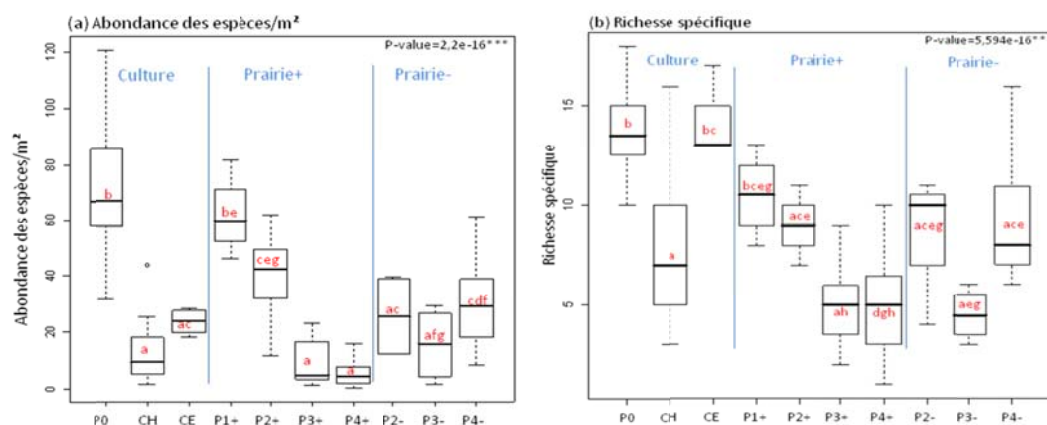 (a) Abondance des espèces/m²
P-value=2,2e-16***
Culture Prairie+ Prairie-
Abondance des espèces/m²
120
100
80
60
40
20
0
b
a
ac
be
ceg
a
a
ac
afg
cdf
P0 CH CE P1+ P2+ P3+ P4+ P2- P3- P4-
(b) Richesse spécifique
P-value=5,594e-16**
Culture Prairie+ Prairie-
Richesse spécifique
15
10
5
b
a
bc
bceg
ace
ah
dgh
aceg
aeg
ace
P0 CH CE P1+ P2+ P3+ P4+ P2- P3- P4-